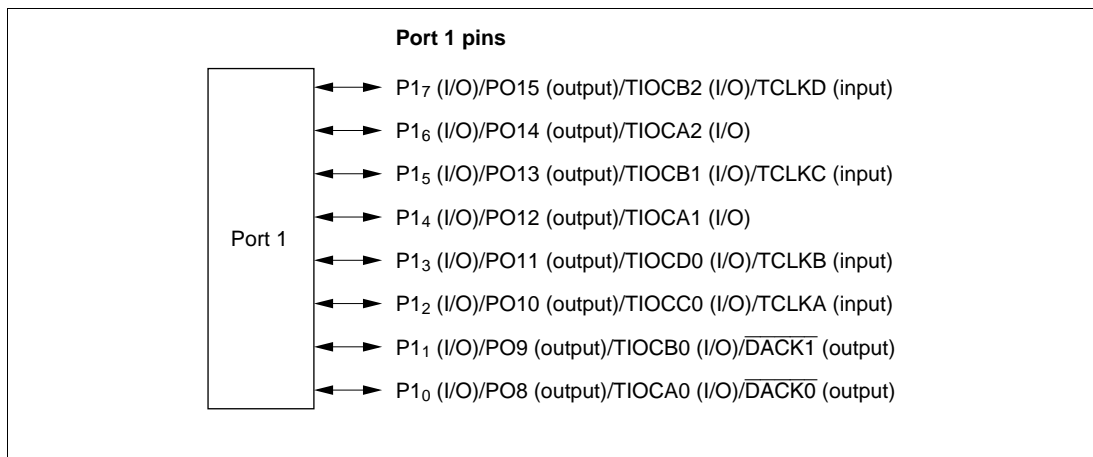 Port 1 pins
P1₇ (I/O)/PO15 (output)/TIOCB2 (I/O)/TCLKD (input)
P1₆ (I/O)/PO14 (output)/TIOCA2 (I/O)
P1₅ (I/O)/PO13 (output)/TIOCB1 (I/O)/TCLKC (input)
P1₄ (I/O)/PO12 (output)/TIOCA1 (I/O)
Port 1
P1₃ (I/O)/PO11 (output)/TIOCD0 (I/O)/TCLKB (input)
P1₂ (I/O)/PO10 (output)/TIOCC0 (I/O)/TCLKA (input)
P1₁ (I/O)/PO9 (output)/TIOCB0 (I/O)/D̅A̅C̅K̅1̅ (output)
P1₀ (I/O)/PO8 (output)/TIOCA0 (I/O)/D̅A̅C̅K̅0̅ (output)